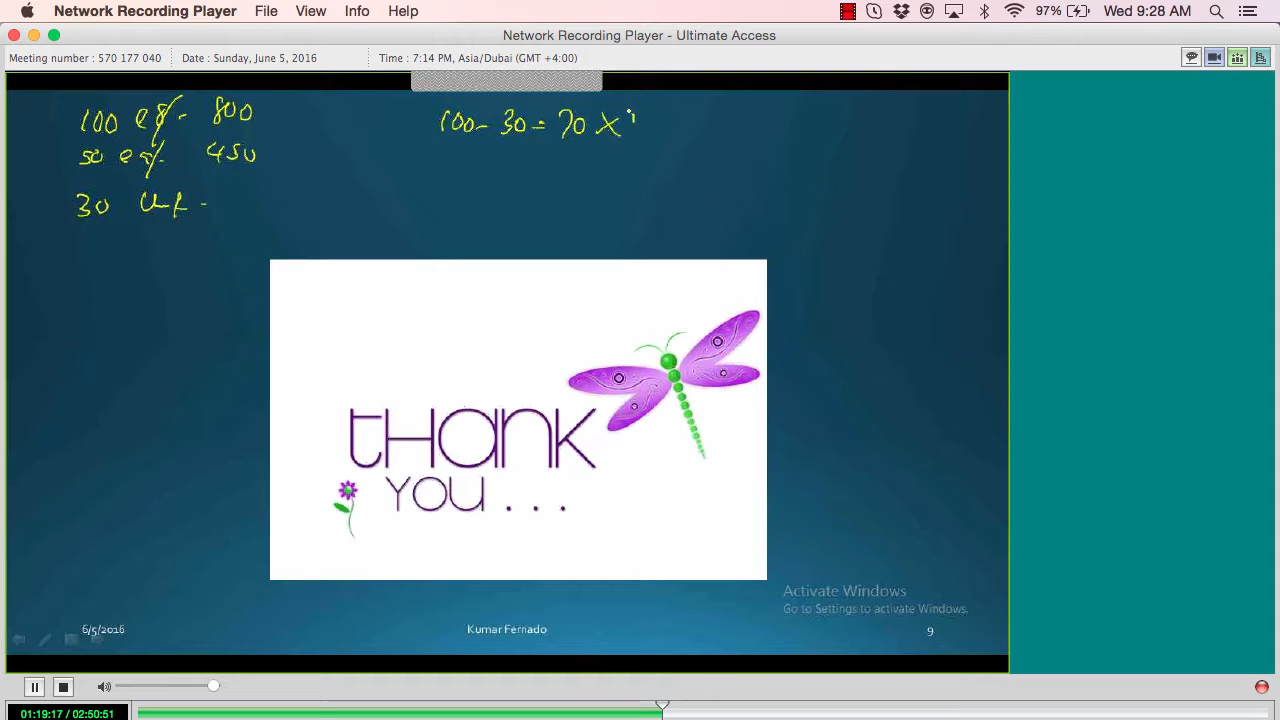 Network Recording Player File View Info Help 97% Wed 9:28 AM
Network Recording Player - Ultimate Access
Meeting number : 570 177 040 Date : Sunday, June 5, 2016 Time : 7:14 PM, Asia/Dubai (GMT +4:00)
100 - 800
50 - 450
30 -
100 - 30 = 70 X
tHANK
YOU . . .
Activate Windows
Go to Settings to activate Windows.
6/5/2016 Kumar Fernado 9
01:19:17 / 02:50:51